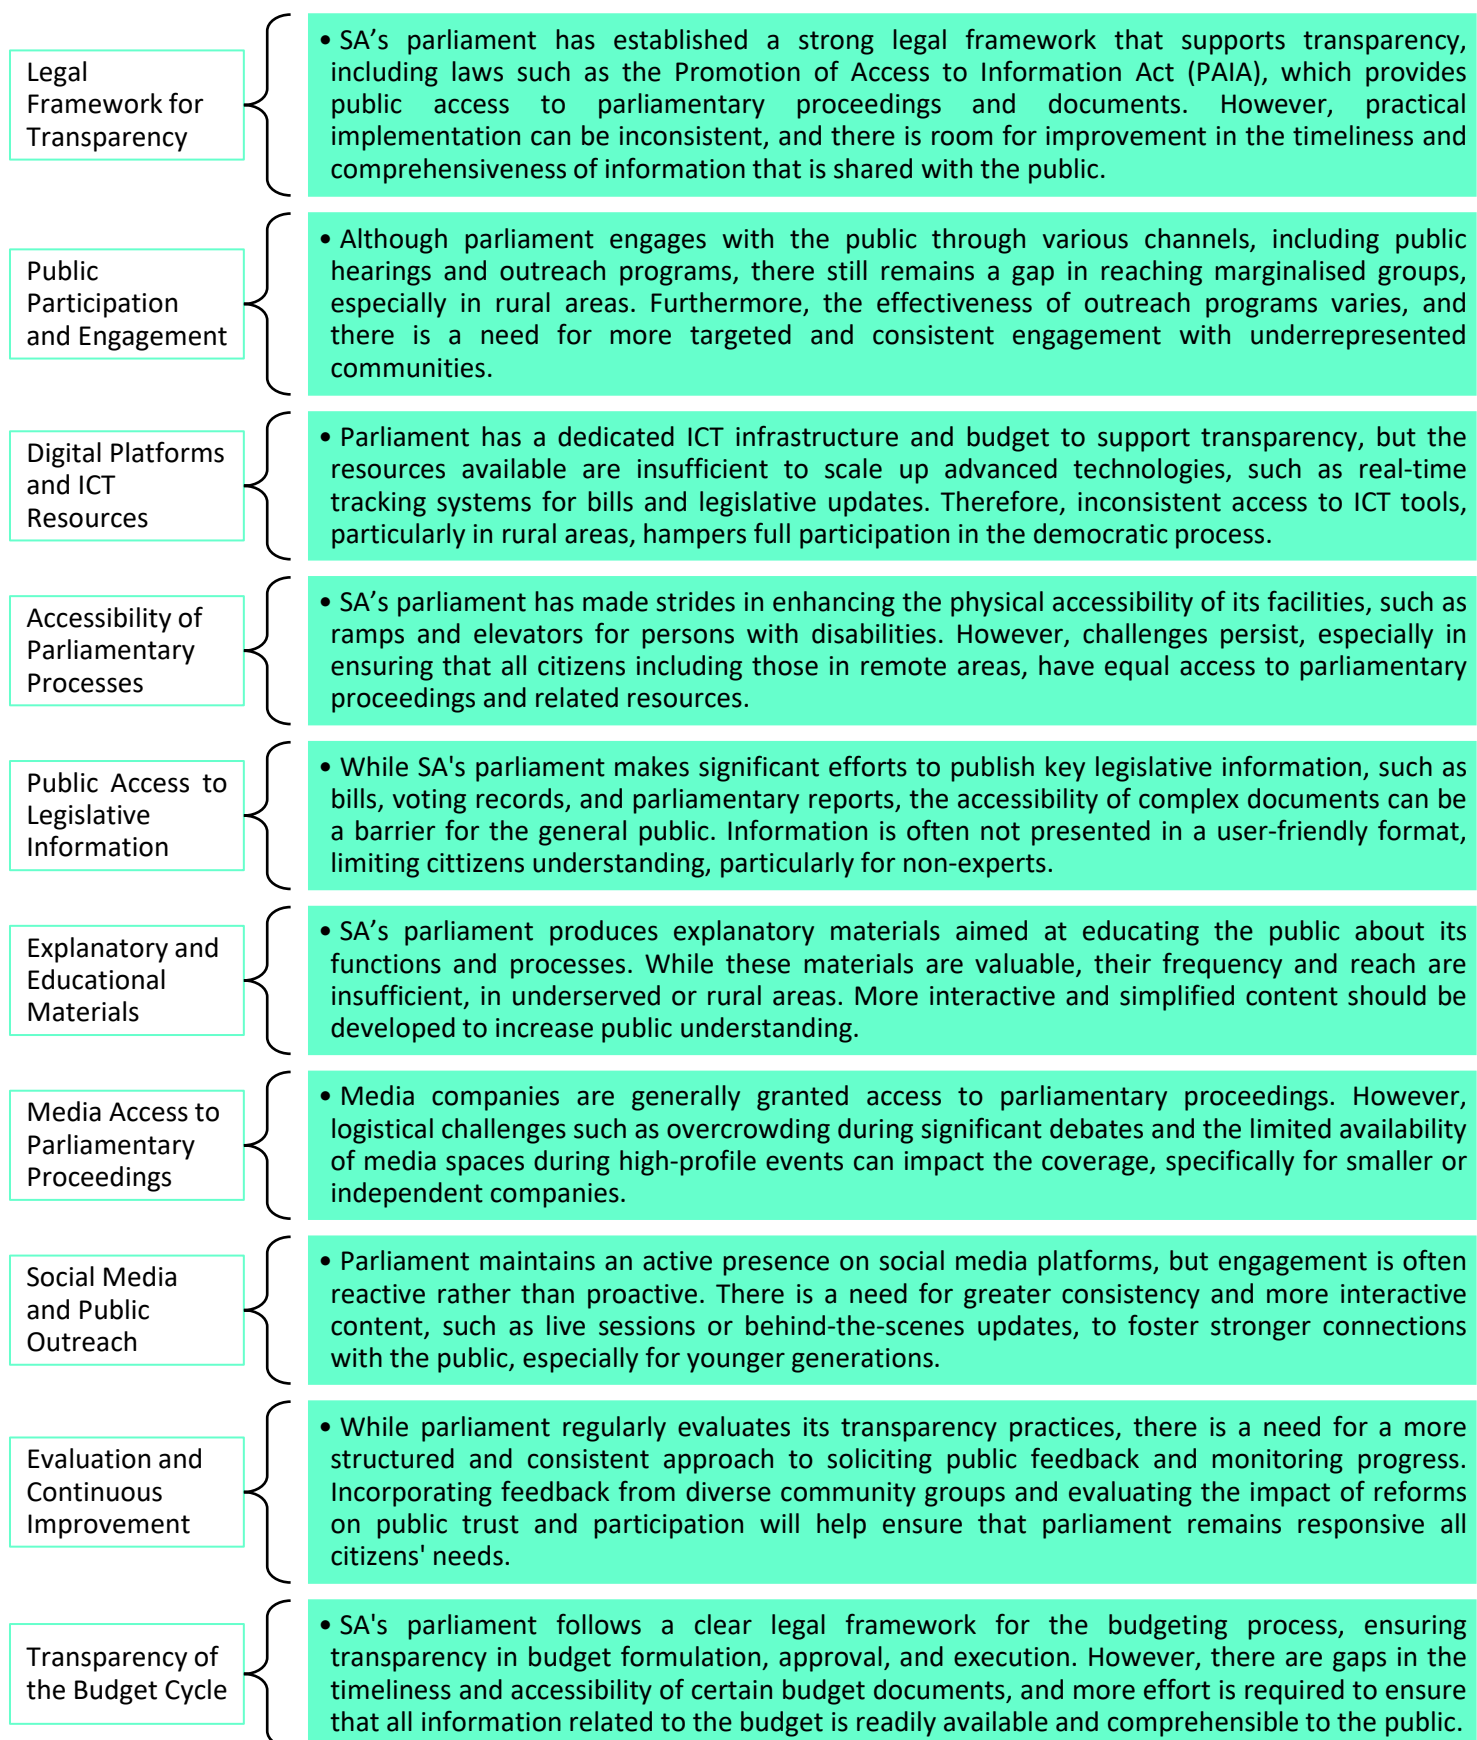 Legal
Framework for
Transparency
• SA’s parliament has established a strong legal framework that supports transparency,
including laws such as the Promotion of Access to Information Act (PAIA), which provides
public access to parliamentary proceedings and documents. However, practical
implementation can be inconsistent, and there is room for improvement in the timeliness and
comprehensiveness of information that is shared with the public.
Public
Participation
and Engagement
• Although parliament engages with the public through various channels, including public
hearings and outreach programs, there still remains a gap in reaching marginalised groups,
especially in rural areas. Furthermore, the effectiveness of outreach programs varies, and
there is a need for more targeted and consistent engagement with underrepresented
communities.
Digital Platforms
and ICT
Resources
• Parliament has a dedicated ICT infrastructure and budget to support transparency, but the
resources available are insufficient to scale up advanced technologies, such as real-time
tracking systems for bills and legislative updates. Therefore, inconsistent access to ICT tools,
particularly in rural areas, hampers full participation in the democratic process.
Accessibility of
Parliamentary
Processes
• SA’s parliament has made strides in enhancing the physical accessibility of its facilities, such as
ramps and elevators for persons with disabilities. However, challenges persist, especially in
ensuring that all citizens including those in remote areas, have equal access to parliamentary
proceedings and related resources.
Public Access to
Legislative
Information
• While SA's parliament makes significant efforts to publish key legislative information, such as
bills, voting records, and parliamentary reports, the accessibility of complex documents can be
a barrier for the general public. Information is often not presented in a user-friendly format,
limiting cittizens understanding, particularly for non-experts.
Explanatory and
Educational
Materials
• SA’s parliament produces explanatory materials aimed at educating the public about its
functions and processes. While these materials are valuable, their frequency and reach are
insufficient, in underserved or rural areas. More interactive and simplified content should be
developed to increase public understanding.
Media Access to
Parliamentary
Proceedings
• Media companies are generally granted access to parliamentary proceedings. However,
logistical challenges such as overcrowding during significant debates and the limited availability
of media spaces during high-profile events can impact the coverage, specifically for smaller or
independent companies.
Social Media
and Public
Outreach
• Parliament maintains an active presence on social media platforms, but engagement is often
reactive rather than proactive. There is a need for greater consistency and more interactive
content, such as live sessions or behind-the-scenes updates, to foster stronger connections
with the public, especially for younger generations.
Evaluation and
Continuous
Improvement
• While parliament regularly evaluates its transparency practices, there is a need for a more
structured and consistent approach to soliciting public feedback and monitoring progress.
Incorporating feedback from diverse community groups and evaluating the impact of reforms
on public trust and participation will help ensure that parliament remains responsive all
citizens' needs.
Transparency of
the Budget Cycle
• SA's parliament follows a clear legal framework for the budgeting process, ensuring
transparency in budget formulation, approval, and execution. However, there are gaps in the
timeliness and accessibility of certain budget documents, and more effort is required to ensure
that all information related to the budget is readily available and comprehensible to the public.